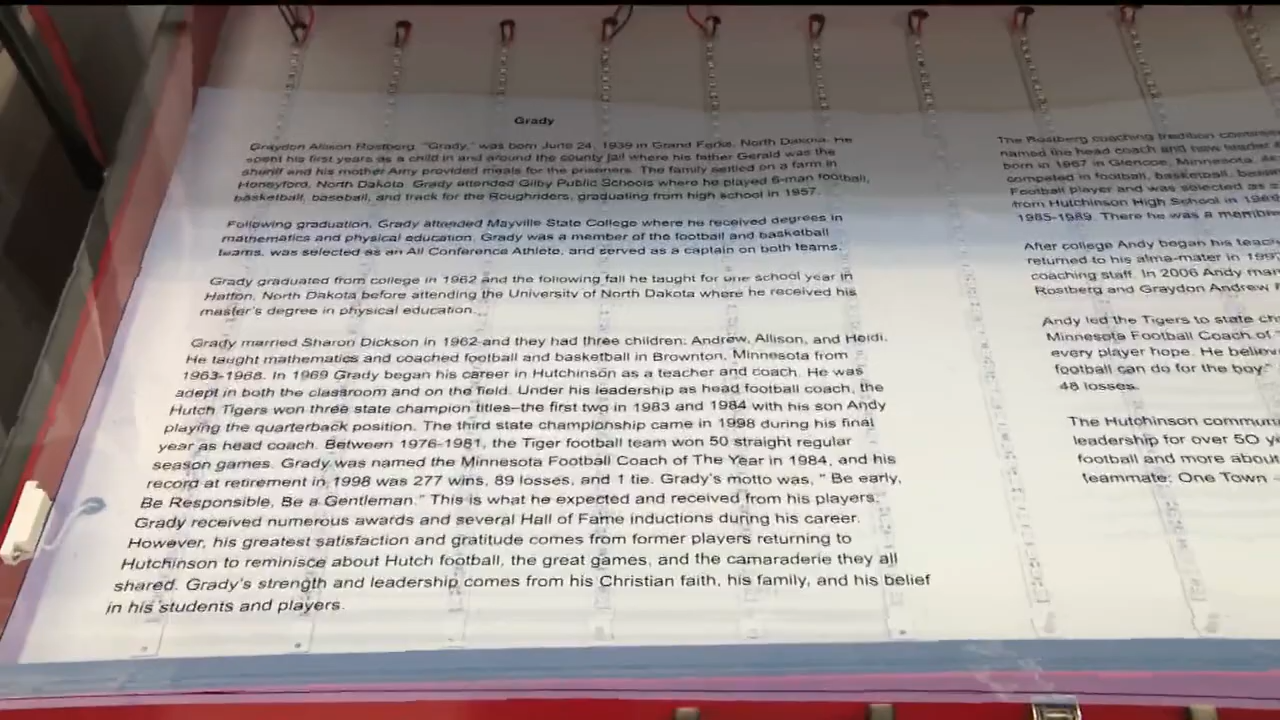 Grady
Graydon Allison Rostberg, "Grady," was born June 24, 1939 in Grand Forks, North Dakota. He
spent his first years as a child in and around the county jail where his father Gerald was the
sheriff and his mother Amy provided meals for the prisoners. The family settled on a farm in
Honeyford, North Dakota. Grady attended Gilby Public Schools where he played 6-man football,
basketball, baseball, and track for the Roughriders, graduating from high school in 1957.
Following graduation, Grady attended Mayville State College where he received degrees in
mathematics and physical education. Grady was a member of the football and basketball
teams, was selected as an All Conference Athlete, and served as a captain on both teams.
Grady graduated from college in 1962 and the following fall he taught for one school year in
Hatton, North Dakota before attending the University of North Dakota where he received his
master's degree in physical education.
Grady married Sharon Dickson in 1962 and they had three children: Andrew, Allison, and Heidi.
He taught mathematics and coached football and basketball in Brownton, Minnesota from
1963-1968. In 1969 Grady began his career in Hutchinson as a teacher and coach. He was
adept in both the classroom and on the field. Under his leadership as head football coach, the
Hutch Tigers won three state champion titles–the first two in 1983 and 1984 with his son Andy
playing the quarterback position. The third state championship came in 1998 during his final
year as head coach. Between 1976-1981, the Tiger football team won 50 straight regular
season games. Grady was named the Minnesota Football Coach of The Year in 1984, and his
record at retirement in 1998 was 277 wins, 89 losses, and 1 tie. Grady's motto was, " Be early,
Be Responsible, Be a Gentleman." This is what he expected and received from his players.
Grady received numerous awards and several Hall of Fame inductions during his career.
However, his greatest satisfaction and gratitude comes from former players returning to
Hutchinson to reminisce about Hutch football, the great games, and the camaraderie they all
shared. Grady's strength and leadership comes from his Christian faith, his family, and his belief
in his students and players.
The Rostberg coaching tradition
named the head coach and new leader
born in 1967 in Glencoe, Minnesota. As
competed in football, basketball,
Football player and was selected as a
from Hutchinson High School in
1985-1989. There he was a
After college Andy began his
returned to his alma-mater in
coaching staff. In 2006 Andy
Rostberg and Graydon Andrew
Andy led the Tigers to state
Minnesota Football Coach of
every player hope. He
football can do for the boy."
48 losses.
The Hutchinson
leadership for over 50
football and more about
teammate: One Town